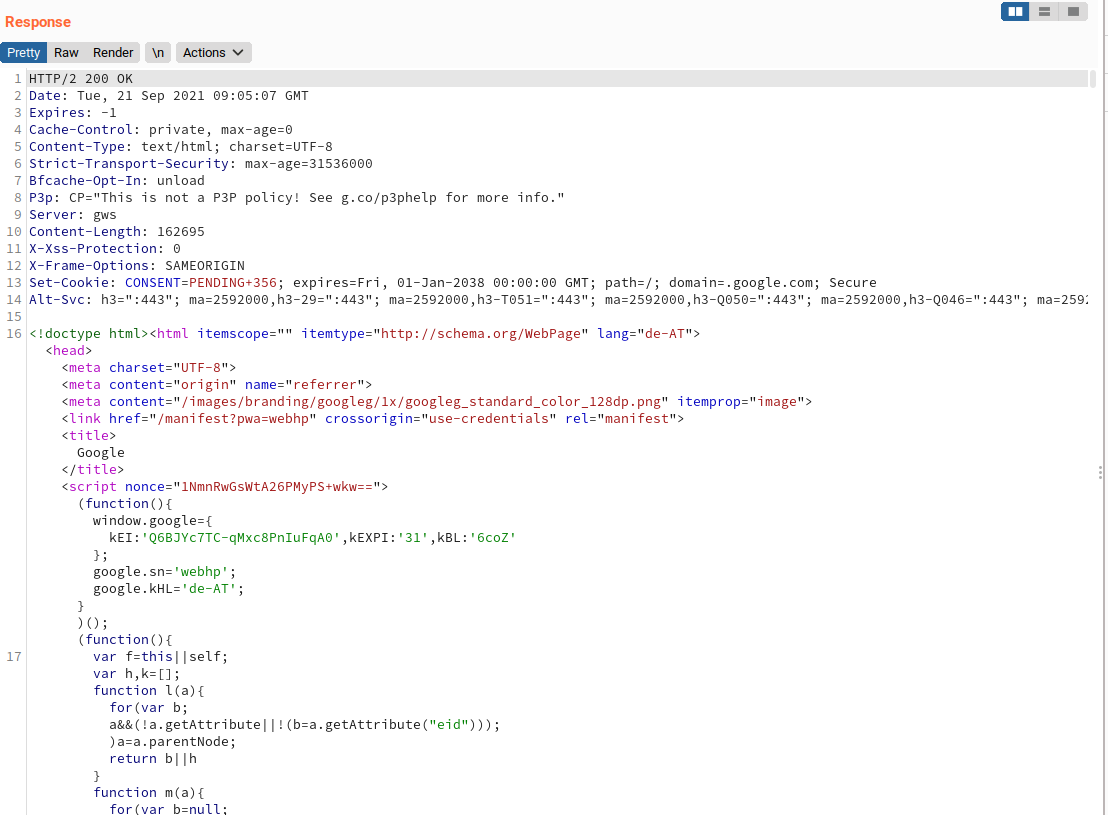 Response
Pretty Raw Render \n Actions
1 HTTP/2 200 OK
2 Date: Tue, 21 Sep 2021 09:05:07 GMT
3 Expires: -1
4 Cache-Control: private, max-age=0
5 Content-Type: text/html; charset=UTF-8
6 Strict-Transport-Security: max-age=31536000
7 Bfcache-Opt-In: unload
8 P3p: CP="This is not a P3P policy! See g.co/p3phelp for more info."
9 Server: gws
10 Content-Length: 162695
11 X-Xss-Protection: 0
12 X-Frame-Options: SAMEORIGIN
13 Set-Cookie: CONSENT=PENDING+356; expires=Fri, 01-Jan-2038 00:00:00 GMT; path=/; domain=.google.com; Secure
14 Alt-Svc: h3=":443"; ma=2592000,h3-29=":443"; ma=2592000,h3-T051=":443"; ma=2592000,h3-Q050=":443"; ma=2592000,h3-Q046=":443"; ma=2592
15
16 <!doctype html><html itemscope="" itemtype="http://schema.org/WebPage" lang="de-AT">
<head>
<meta charset="UTF-8">
<meta content="origin" name="referrer">
<meta content="/images/branding/googleg/1x/googleg_standard_color_128dp.png" itemprop="image">
<link href="/manifest?pwa=webhp" crossorigin="use-credentials" rel="manifest">
<title>
Google
</title>
<script nonce="1NmnRwGsWtA26PMyPS+wkw==">
(function(){
window.google={
kEI:'Q6BJYc7TC-qMxc8PnIuFqA0',kEXPI:'31',kBL:'6coZ'
};
google.sn='webhp';
google.kHL='de-AT';
}
)();
(function(){
17 var f=this||self;
var h,k=[];
function l(a){
for(var b;
a&&(!a.getAttribute||!(b=a.getAttribute("eid")));
)a=a.parentNode;
return b||h
}
function m(a){
for(var b=null;